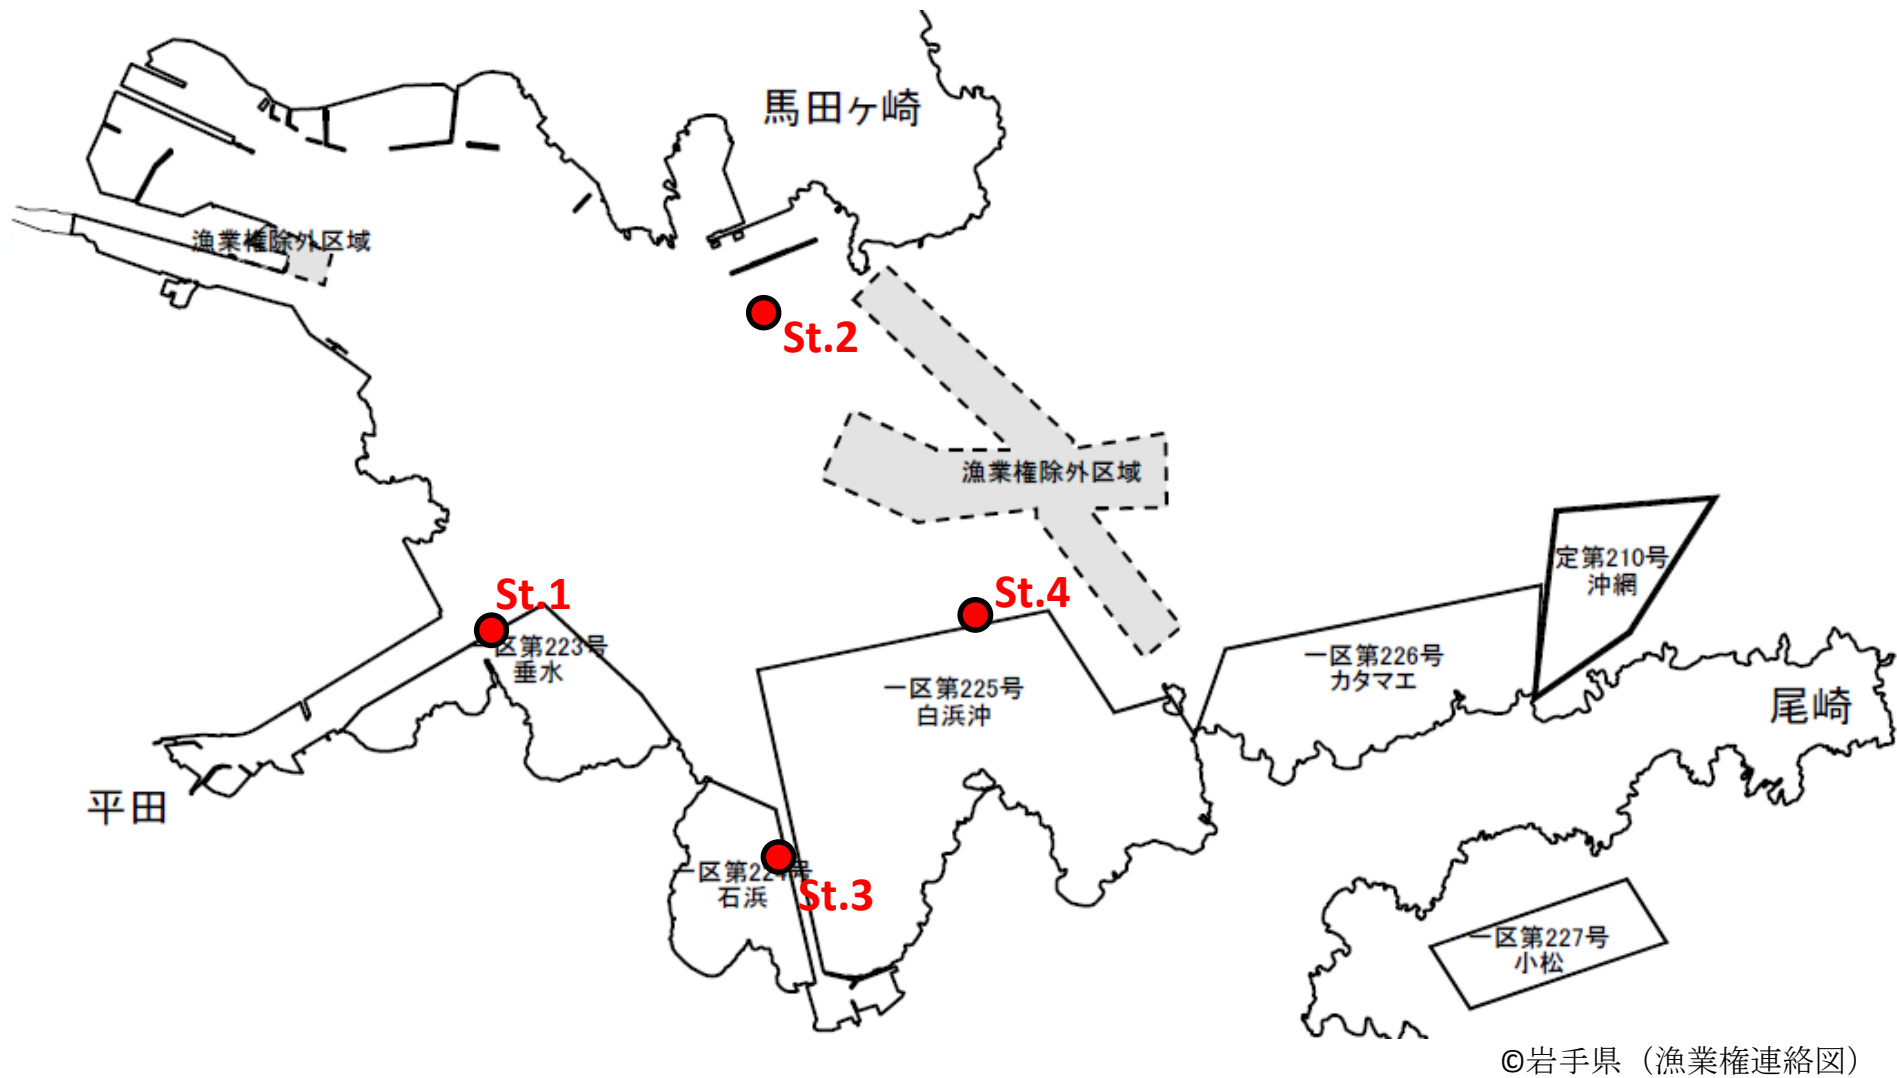 馬田ヶ崎
漁業権除外区域
St.2
漁業権除外区域
定第210号
沖網
St.1
St.4
一区第223号
垂水
一区第226号
カタマエ
一区第225号
白浜沖
尾崎
平田
一区第224号
石浜
St.3
一区第227号
小松
©岩手県（漁業権連絡図）